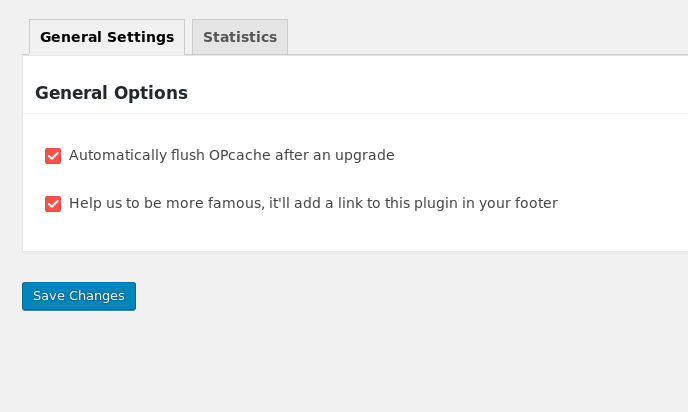 General Settings
Statistics
General Options
Automatically flush OPcache after an upgrade
Help us to be more famous, it'll add a link to this plugin in your footer
Save Changes